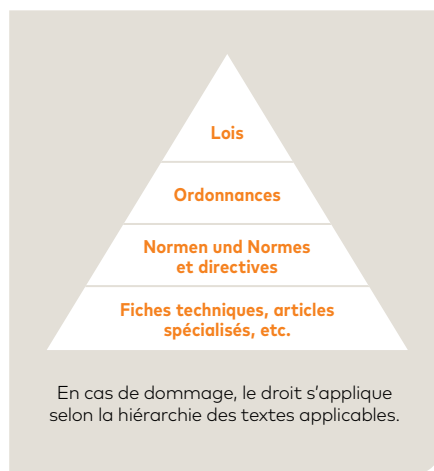 Lois
Ordonnances
Normen und Normes
et directives
Fiches techniques, articles
spécialisés, etc.
En cas de dommage, le droit s’applique
selon la hiérarchie des textes applicables.